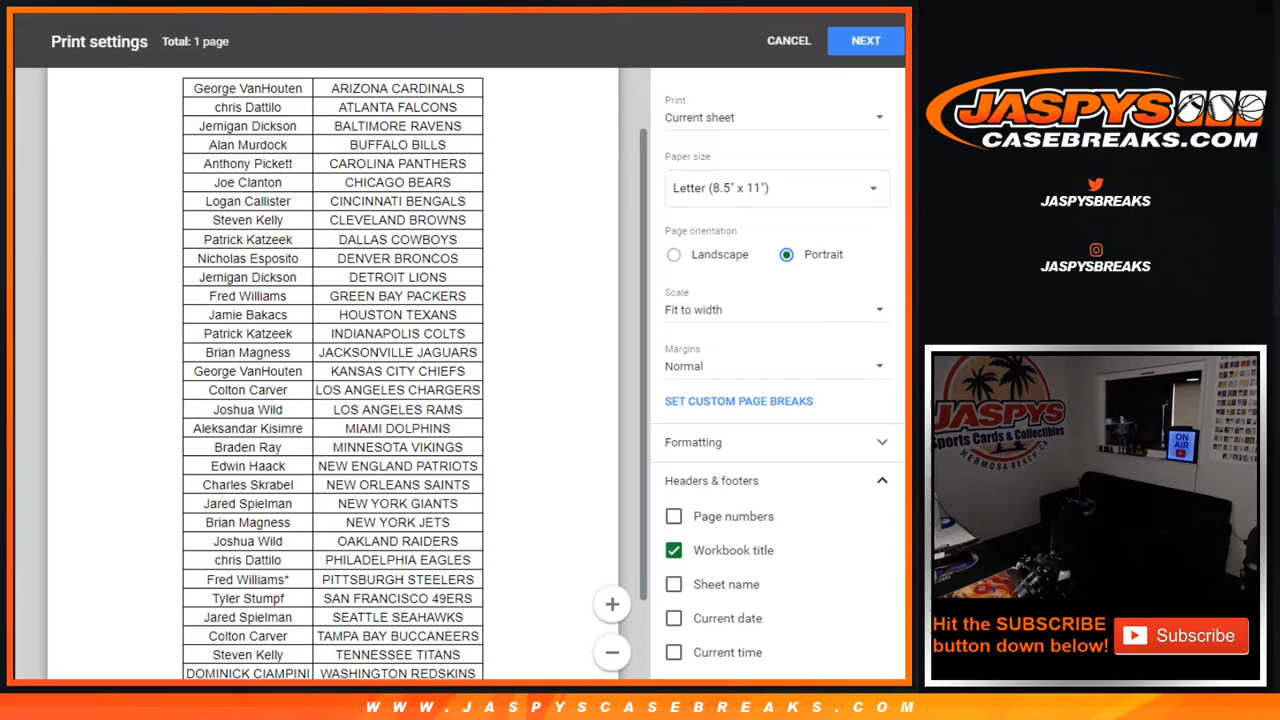 Print settings Total: 1 page CANCEL NEXT
George VanHouten ARIZONA CARDINALS
chris Dattilo ATLANTA FALCONS
Jernigan Dickson BALTIMORE RAVENS
Alan Murdock BUFFALO BILLS
Anthony Pickett CAROLINA PANTHERS
Joe Clanton CHICAGO BEARS
Logan Callister CINCINNATI BENGALS
Steven Kelly CLEVELAND BROWNS
Patrick Katzeek DALLAS COWBOYS
Nicholas Esposito DENVER BRONCOS
Jernigan Dickson DETROIT LIONS
Fred Williams GREEN BAY PACKERS
Jamie Bakacs HOUSTON TEXANS
Patrick Katzeek INDIANAPOLIS COLTS
Brian Magness JACKSONVILLE JAGUARS
George VanHouten KANSAS CITY CHIEFS
Colton Carver LOS ANGELES CHARGERS
Joshua Wild LOS ANGELES RAMS
Aleksandar Kisimre MIAMI DOLPHINS
Braden Ray MINNESOTA VIKINGS
Edwin Haack NEW ENGLAND PATRIOTS
Charles Skrabel NEW ORLEANS SAINTS
Jared Spielman NEW YORK GIANTS
Brian Magness NEW YORK JETS
Joshua Wild OAKLAND RAIDERS
chris Dattilo PHILADELPHIA EAGLES
Fred Williams* PITTSBURGH STEELERS
Tyler Stumpf SAN FRANCISCO 49ERS
Jared Spielman SEATTLE SEAHAWKS
Colton Carver TAMPA BAY BUCCANEERS
Steven Kelly TENNESSEE TITANS
DOMINICK CIAMPINI WASHINGTON REDSKINS
Print
Current sheet
Paper size
Letter (8.5" x 11")
Page orientation
Landscape Portrait
Scale
Fit to width
Margins
Normal
SET CUSTOM PAGE BREAKS
Formatting
Headers & footers
Page numbers
Workbook title
Sheet name
Current date
Current time
JASPYS
CASEBREAKS.COM
JASPYSBREAKS
JASPYSBREAKS
JASPYS
Sports Cards & Collectibles
HERMOSA BEACH CA
ON
AIR
Hit the SUBSCRIBE
button down below!
Subscribe
WWW.JASPYSCASEBREAKS.COM